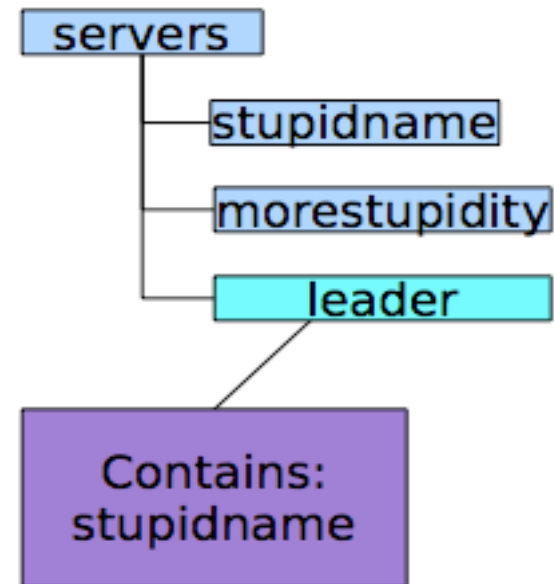 servers
stupidname
morestupidity
leader
Contains:
stupidname